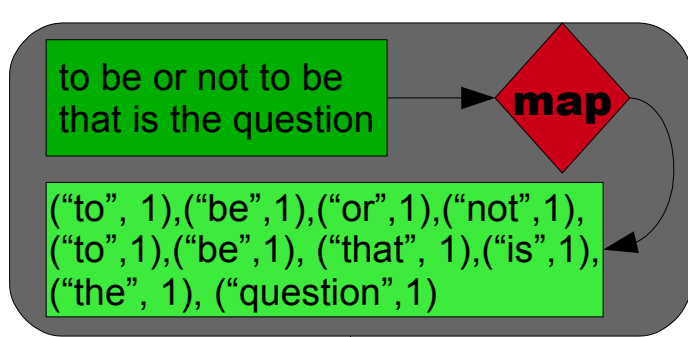 to be or not to be
that is the question
map
(“to”, 1),(“be”,1),(“or”,1),(“not”,1),
(“to”,1),(“be”,1), (“that”, 1),(“is”,1),
(“the”, 1), (“question”,1)